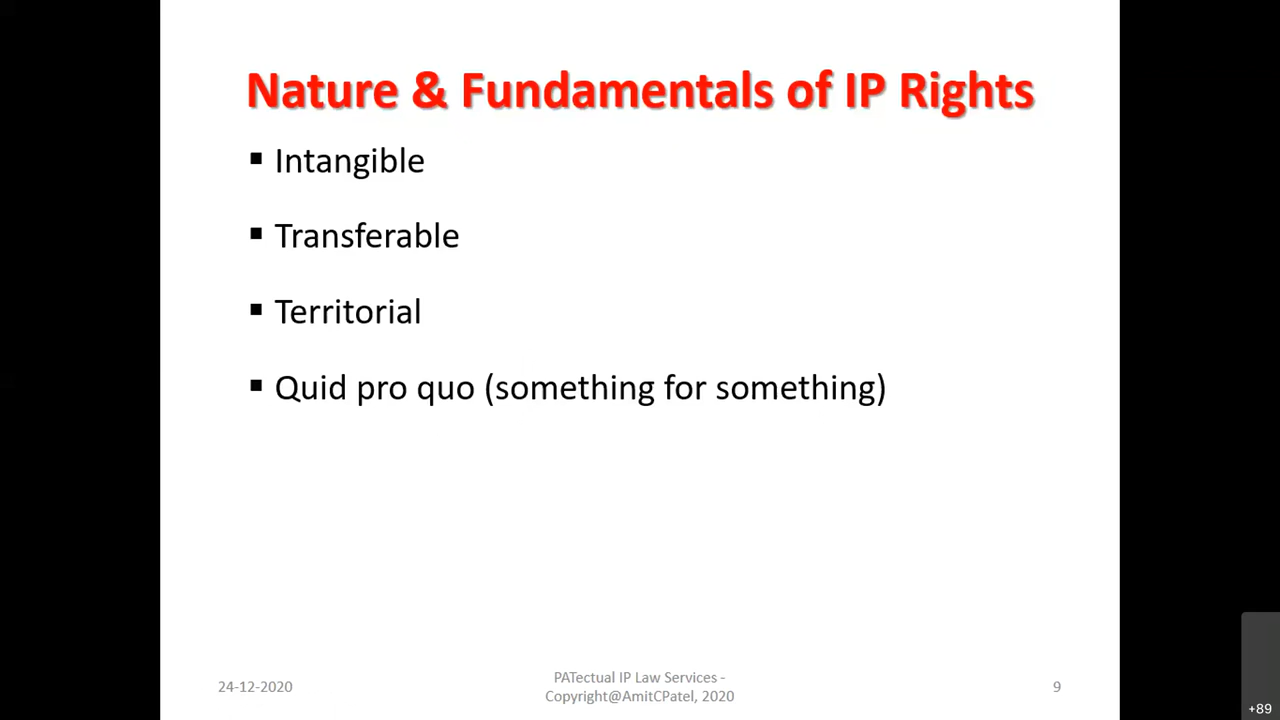 Nature & Fundamentals of IP Rights
▪ Intangible
▪ Transferable
▪ Territorial
▪ Quid pro quo (something for something)
24-12-2020
PATectual IP Law Services -
Copyright@AmitCPatel, 2020
9
+89